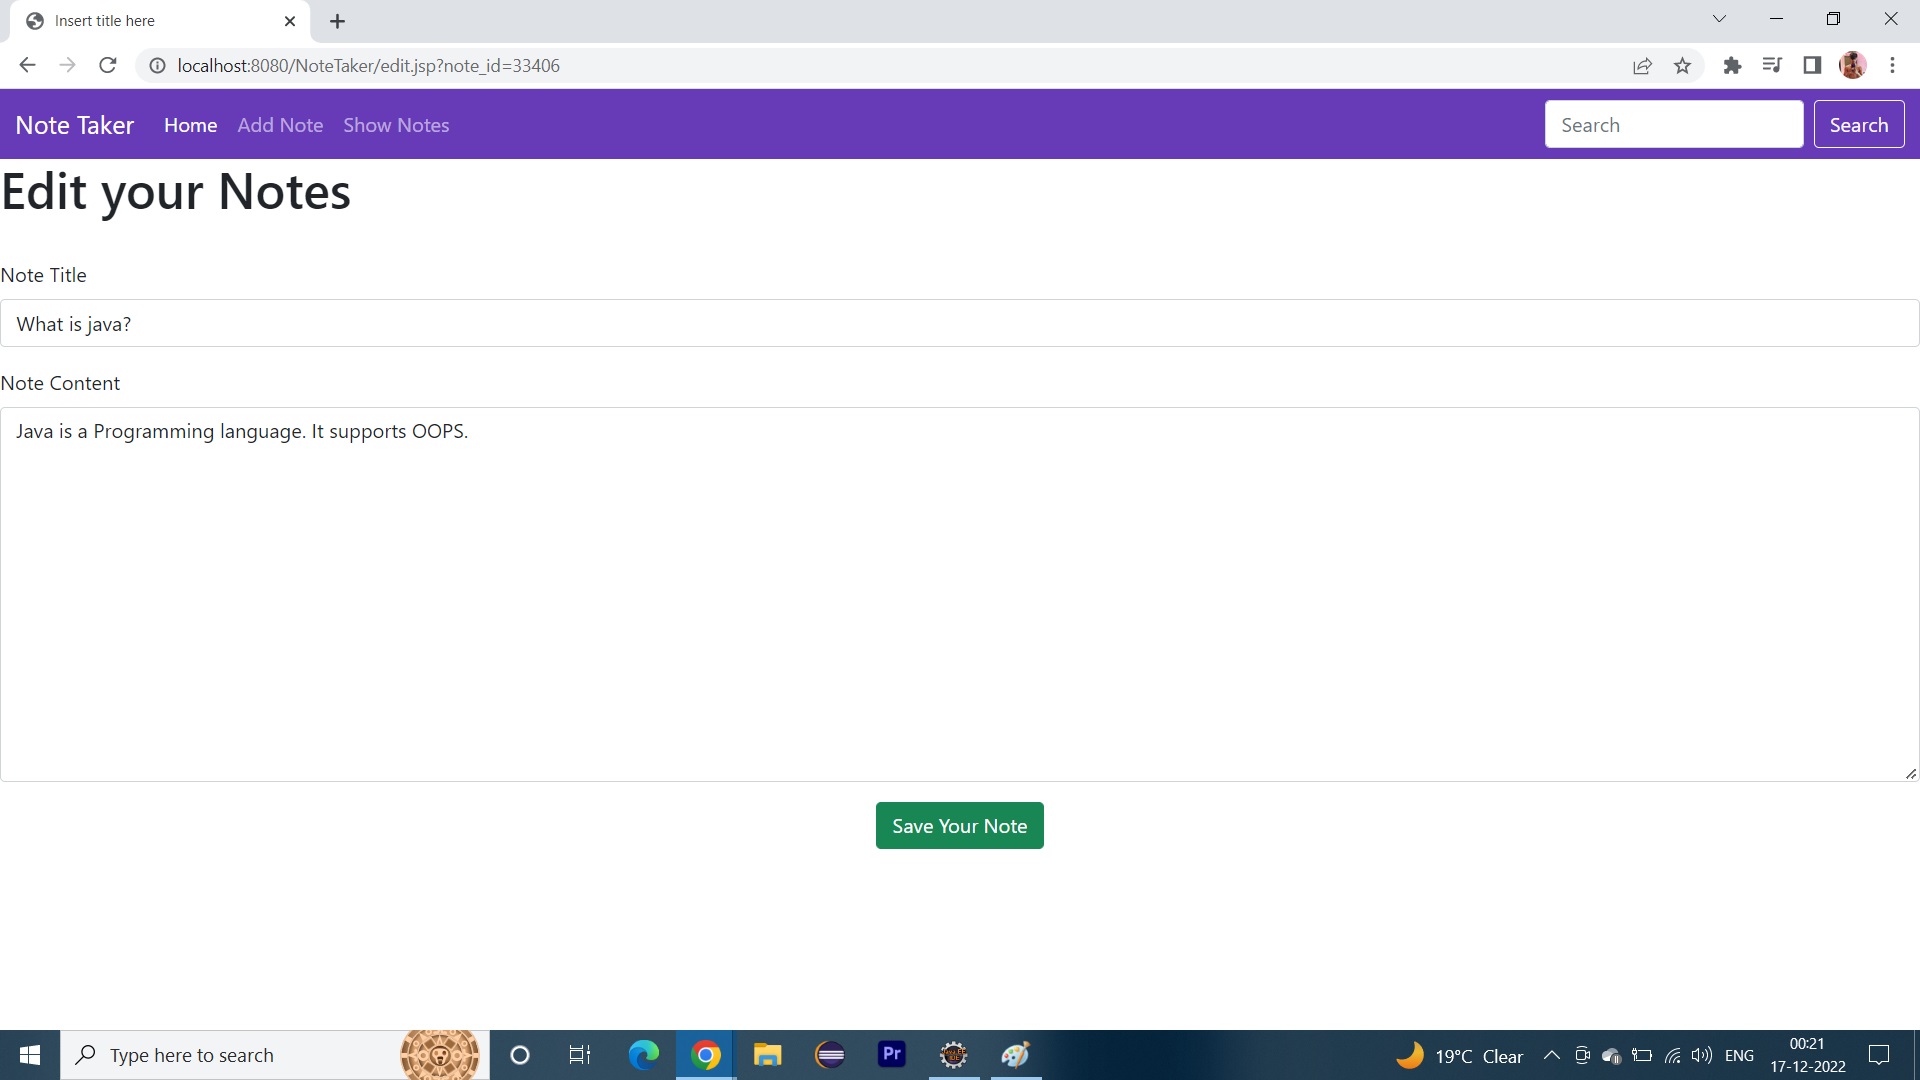 Insert title here
localhost:8080/NoteTaker/edit.jsp?note_id=33406
Note Taker Home Add Note Show Notes Search Search
Edit your Notes
Note Title
What is java?
Note Content
Java is a Programming language. It supports OOPS.
Save Your Note
Type here to search Pr 19°C Clear ENG 00:21
17-12-2022